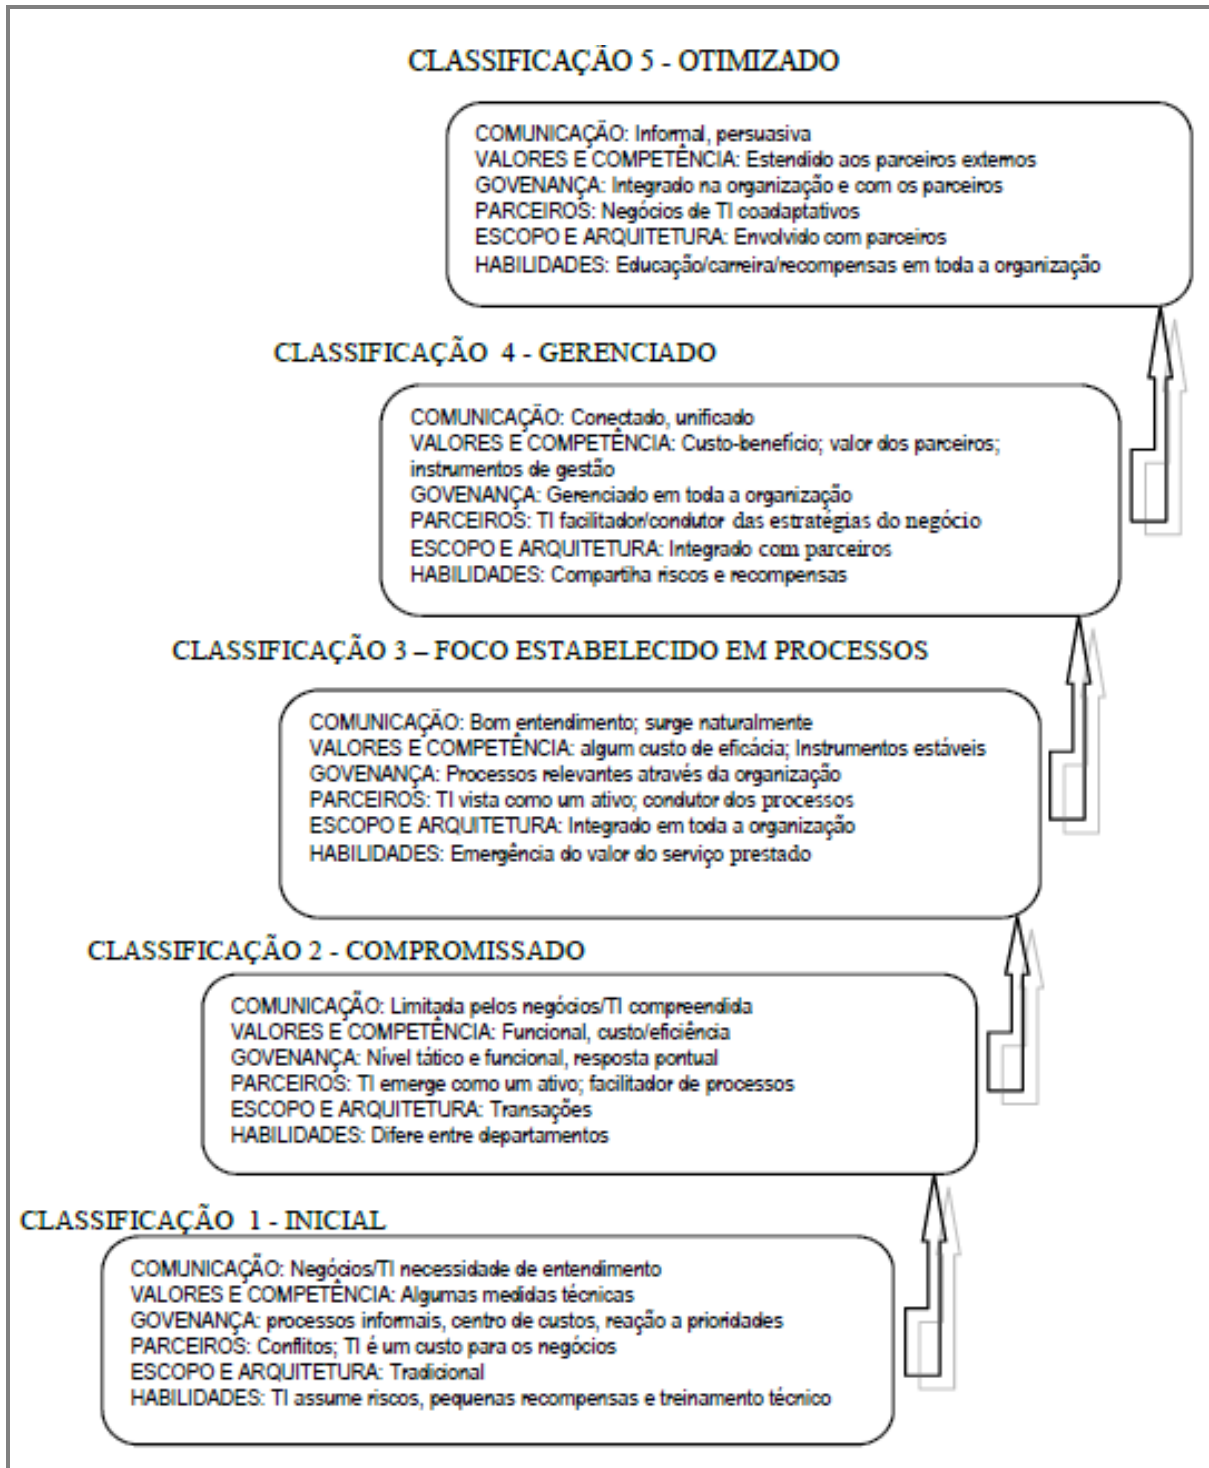 CLASSIFICAÇÃO 5 - OTIMIZADO
COMUNICAÇÃO: Informal, persuasiva
VALORES E COMPETÊNCIA: Estendido aos parceiros externos
GOVENANÇA: Integrado na organização e com os parceiros
PARCEIROS: Negócios de TI coadaptativos
ESCOPO E ARQUITETURA: Envolvido com parceiros
HABILIDADES: Educação/carreira/recompensas em toda a organização
CLASSIFICAÇÃO 4 - GERENCIADO
COMUNICAÇÃO: Conectado, unificado
VALORES E COMPETÊNCIA: Custo-benefício; valor dos parceiros;
instrumentos de gestão
GOVENANÇA: Gerenciado em toda a organização
PARCEIROS: TI facilitador/condutor das estratégias do negócio
ESCOPO E ARQUITETURA: Integrado com parceiros
HABILIDADES: Compartiha riscos e recompensas
CLASSIFICAÇÃO 3 – FOCO ESTABELECIDO EM PROCESSOS
COMUNICAÇÃO: Bom entendimento; surge naturalmente
VALORES E COMPETÊNCIA: algum custo de eficácia; Instrumentos estáveis
GOVENANÇA: Processos relevantes através da organização
PARCEIROS: TI vista como um ativo; condutor dos processos
ESCOPO E ARQUITETURA: Integrado em toda a organização
HABILIDADES: Emergência do valor do serviço prestado
CLASSIFICAÇÃO 2 - COMPROMISSADO
COMUNICAÇÃO: Limitada pelos negócios/TI compreendida
VALORES E COMPETÊNCIA: Funcional, custo/eficiência
GOVENANÇA: Nível tático e funcional, resposta pontual
PARCEIROS: TI emerge como um ativo; facilitador de processos
ESCOPO E ARQUITETURA: Transações
HABILIDADES: Difere entre departamentos
CLASSIFICAÇÃO 1 - INICIAL
COMUNICAÇÃO: Negócios/TI necessidade de entendimento
VALORES E COMPETÊNCIA: Algumas medidas técnicas
GOVENANÇA: processos informais, centro de custos, reação a prioridades
PARCEIROS: Conflitos; TI é um custo para os negócios
ESCOPO E ARQUITETURA: Tradicional
HABILIDADES: TI assume riscos, pequenas recompensas e treinamento técnico